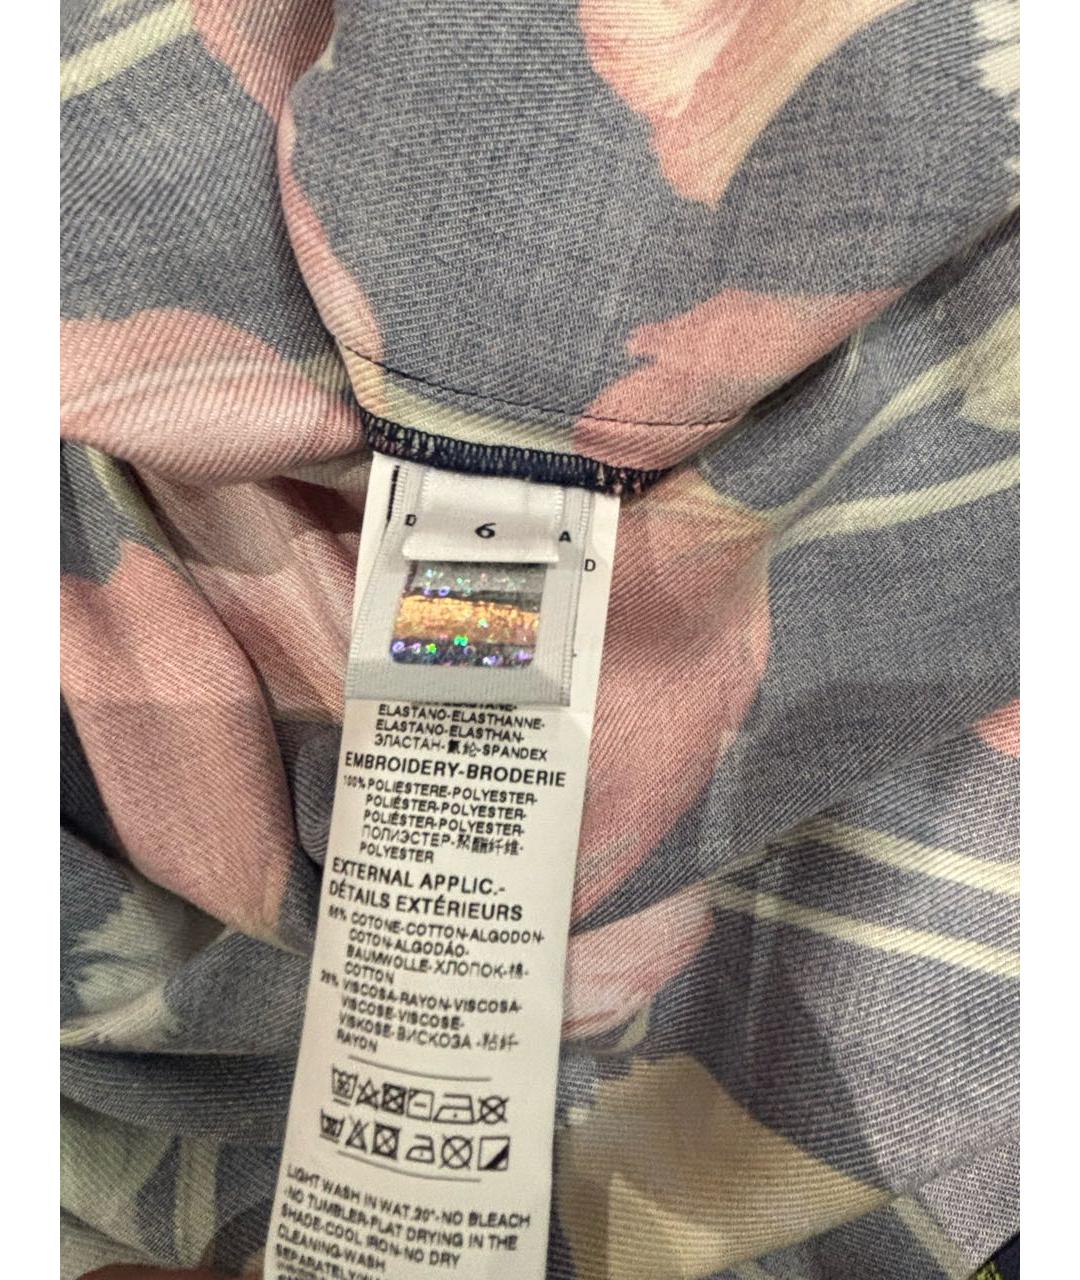 6
D
A
D
ELASTANO-ELASTHANNE-
ELASTANO-ELASTHAN-
ЭЛАСТАН-氨纶-SPANDEX
EMBROIDERY-BRODERIE
100% POLIESTERE-POLYESTER-
POLIÉSTER-POLYESTER-
POLIÉSTER-POLYESTER-
ПОЛИЭСТЕР-聚酯纤维-
POLYESTER
EXTERNAL APPLIC.-
DÉTAILS EXTÉRIEURS
COTONE-COTTON-ALGODON-
COTON-ALGODÃO-
BAUMWOLLE-ХЛОПОК-棉-
COTTON
VISCOSA-RAYON-VISCOSA-
VISCOSE-VISCOSE-
VISKOSE-ВИСКОЗА-粘纤-
RAYON
LIGHT WASH IN WAT.30°-NO BLEACH
-NO TUMBLER-FLAT DRYING IN THE
SHADE-COOL IRON-NO DRY
CLEANING-WASH
SEPARATELY